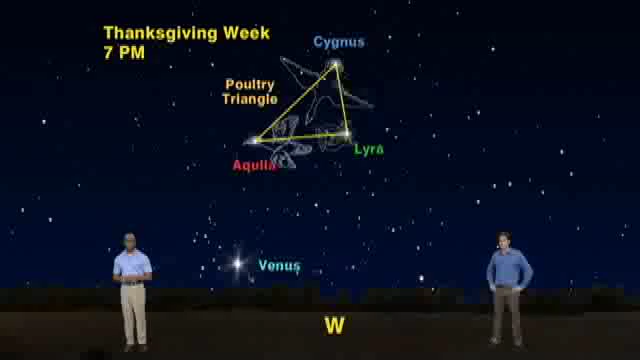 Thanksgiving Week
7 PM
Cygnus
Poultry
Triangle
Lyra
Aquila
Venus
W